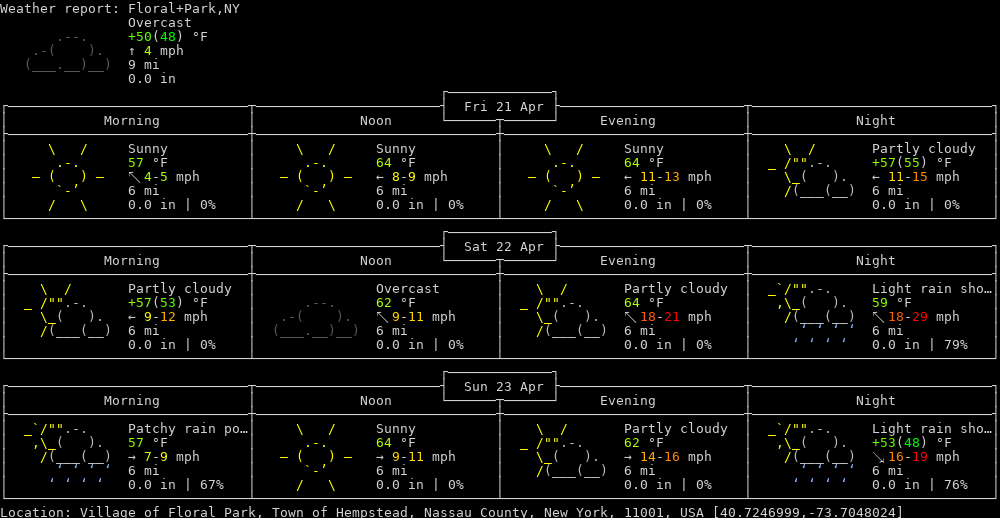 Weather report: Floral+Park,NY
Overcast
+50(48) °F
↑ 4 mph
9 mi
0.0 in
Fri 21 Apr
Morning Noon Evening Night
Sunny Sunny Sunny Partly cloudy
57 °F 64 °F 64 °F +57(55) °F
↖ 4-5 mph ← 8-9 mph ← 11-13 mph ← 11-15 mph
6 mi 6 mi 6 mi 6 mi
0.0 in | 0% 0.0 in | 0% 0.0 in | 0% 0.0 in | 0%
Sat 22 Apr
Morning Noon Evening Night
Partly cloudy Overcast Partly cloudy Light rain sho…
+57(53) °F 62 °F 64 °F 59 °F
← 9-12 mph ↖ 9-11 mph ↖ 18-21 mph ↖ 18-29 mph
6 mi 6 mi 6 mi 6 mi
0.0 in | 0% 0.0 in | 0% 0.0 in | 0% 0.0 in | 79%
Sun 23 Apr
Morning Noon Evening Night
Patchy rain po… Sunny Partly cloudy Light rain sho…
57 °F 64 °F 62 °F +53(48) °F
→ 7-9 mph → 9-11 mph → 14-16 mph ↘ 16-19 mph
6 mi 6 mi 6 mi 6 mi
0.0 in | 67% 0.0 in | 0% 0.0 in | 0% 0.0 in | 76%
Location: Village of Floral Park, Town of Hempstead, Nassau County, New York, 11001, USA [40.7246999,-73.7048024]